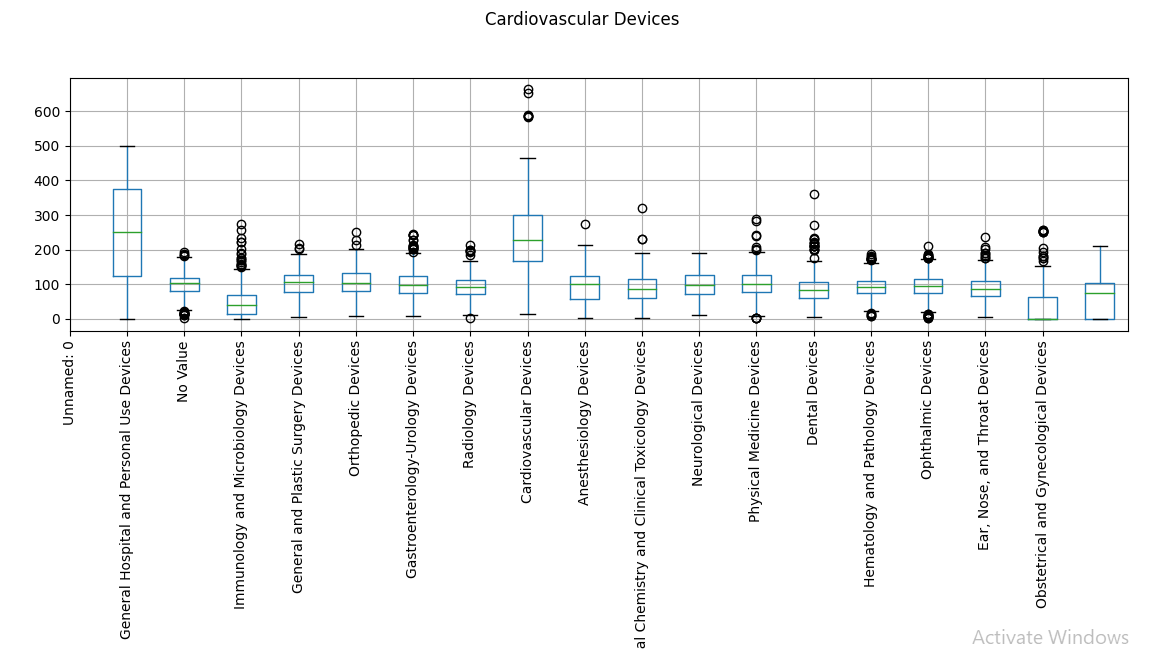 Cardiovascular Devices
600
500
400
300
200
100
0
Unnamed: 0
General Hospital and Personal Use Devices
No Value
Immunology and Microbiology Devices
General and Plastic Surgery Devices
Orthopedic Devices
Gastroenterology-Urology Devices
Radiology Devices
Cardiovascular Devices
Anesthesiology Devices
al Chemistry and Clinical Toxicology Devices
Neurological Devices
Physical Medicine Devices
Dental Devices
Hematology and Pathology Devices
Ophthalmic Devices
Ear, Nose, and Throat Devices
Obstetrical and Gynecological Devices
Activate Windows